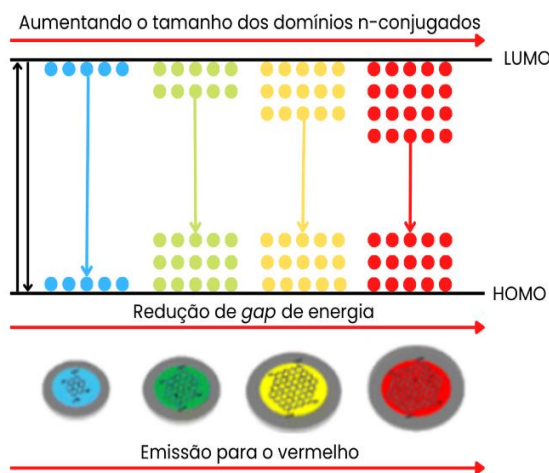 Aumentando o tamanho dos domínios n-conjugados
LUMO
HOMO
Redução de gap de energia
Emissão para o vermelho